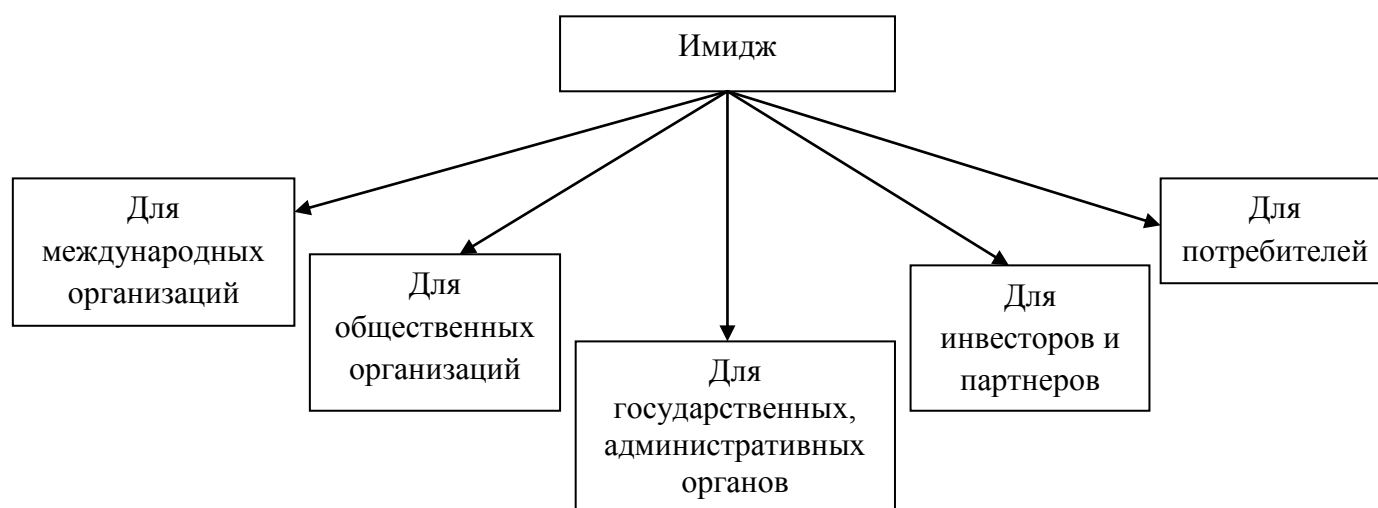 Имидж
Для
международных
организаций
Для
общественных
организаций
Для
государственных,
административных
органов
Для
инвесторов и
партнеров
Для
потребителей